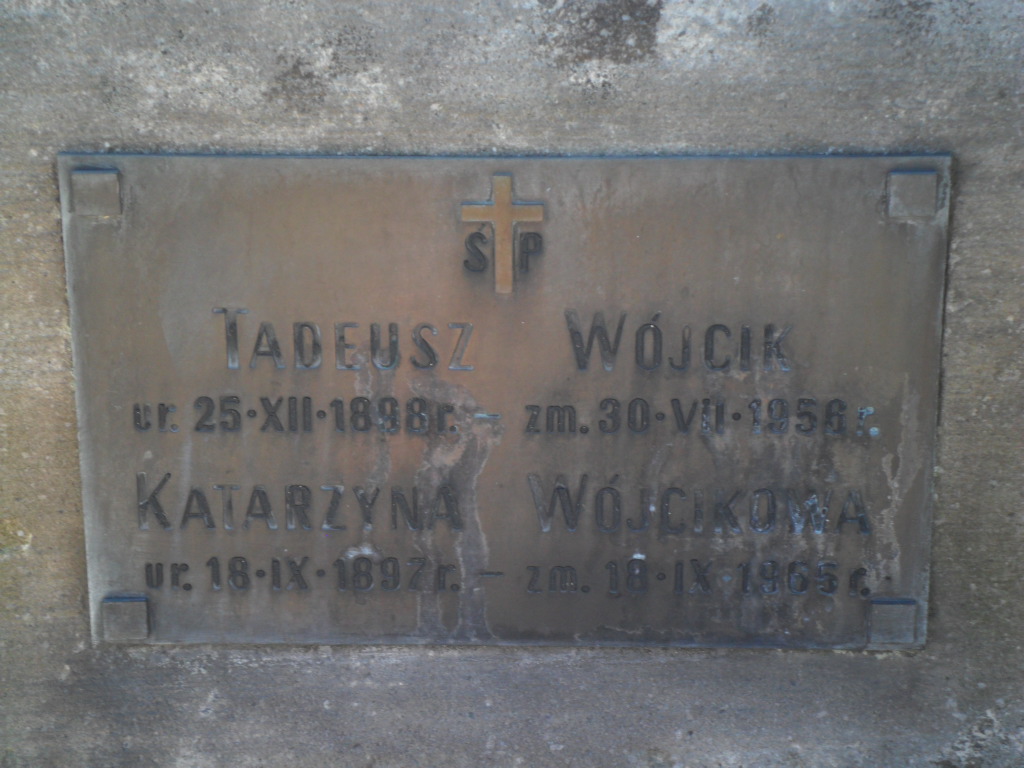 Ś P
TADEUSZ WÓJCIK
ur. 25·XII·1898r. – zm. 30·VII·1956r.
KATARZYNA WÓJCIKOWA
ur. 18·IX·1892r. – zm. 18·IX·1965r.